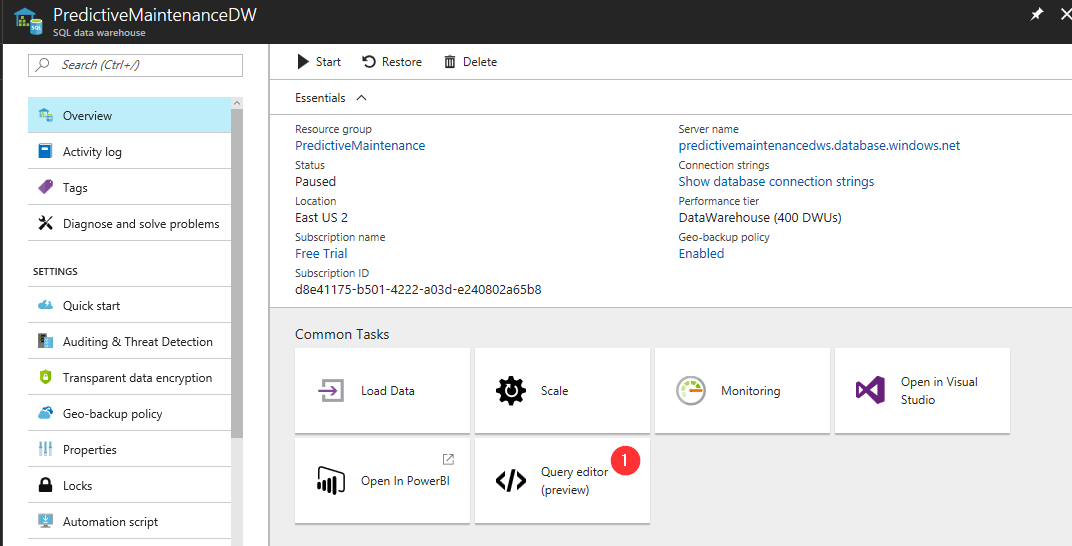 PredictiveMaintenanceDW
SQL data warehouse
Search (Ctrl+/)
Overview
Activity log
Tags
Diagnose and solve problems
SETTINGS
Quick start
Auditing & Threat Detection
Transparent data encryption
Geo-backup policy
Properties
Locks
Automation script
Start Restore Delete
Essentials
Resource group
PredictiveMaintenance
Status
Paused
Location
East US 2
Subscription name
Free Trial
Subscription ID
d8e41175-b501-4222-a03d-e240802a65b8
Server name
predictivemaintenancedws.database.windows.net
Connection strings
Show database connection strings
Performance tier
DataWarehouse (400 DWUs)
Geo-backup policy
Enabled
Common Tasks
Load Data
Scale
Monitoring
Open in Visual
Studio
Open In PowerBI
Query editor
(preview)
1